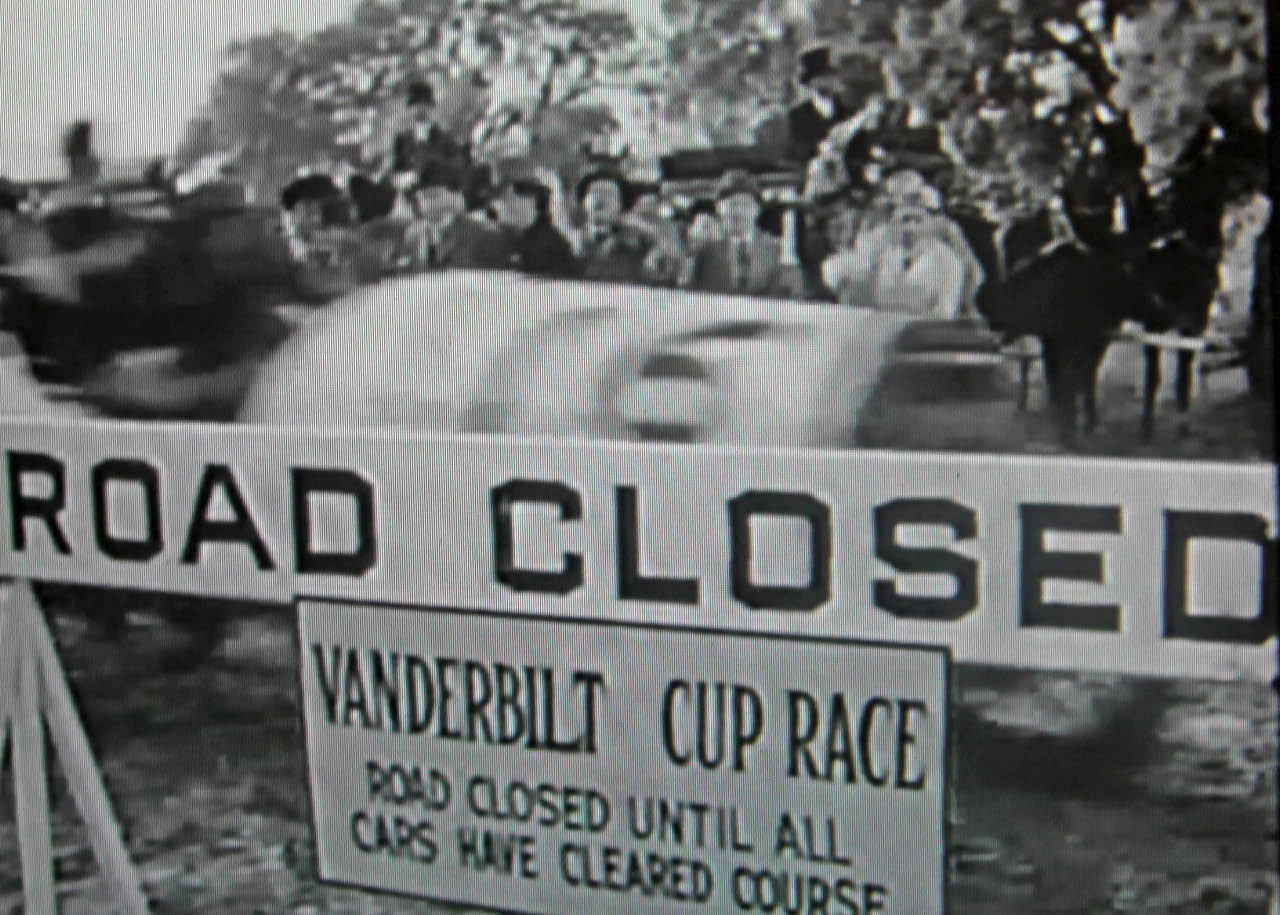 ROAD CLOSED
VANDERBILT CUP RACE
ROAD CLOSED UNTIL ALL
CARS HAVE CLEARED COURSE